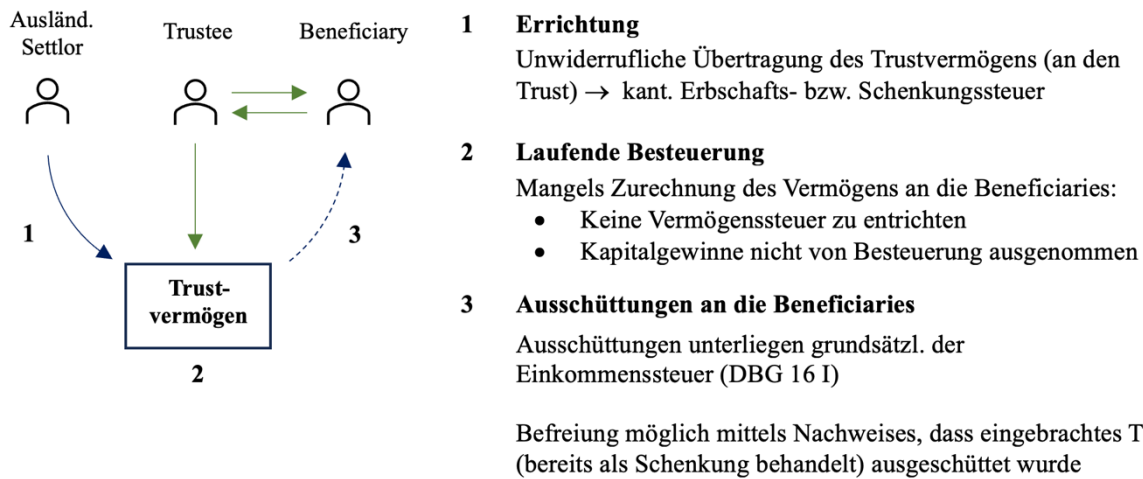 Ausländ.
Settlor
Trustee
Beneficiary
1
3
Trust-
vermögen
2
1 Errichtung
Unwiderrufliche Übertragung des Trustvermögens (an den
Trust) → kant. Erbschafts- bzw. Schenkungssteuer
2 Laufende Besteuerung
Mangels Zurechnung des Vermögens an die Beneficiaries:
• Keine Vermögenssteuer zu entrichten
• Kapitalgewinne nicht von Besteuerung ausgenommen
3 Ausschüttungen an die Beneficiaries
Ausschüttungen unterliegen grundsätzl. der
Einkommenssteuer (DBG 16 I)
Befreiung möglich mittels Nachweises, dass eingebrachtes T
(bereits als Schenkung behandelt) ausgeschüttet wurde